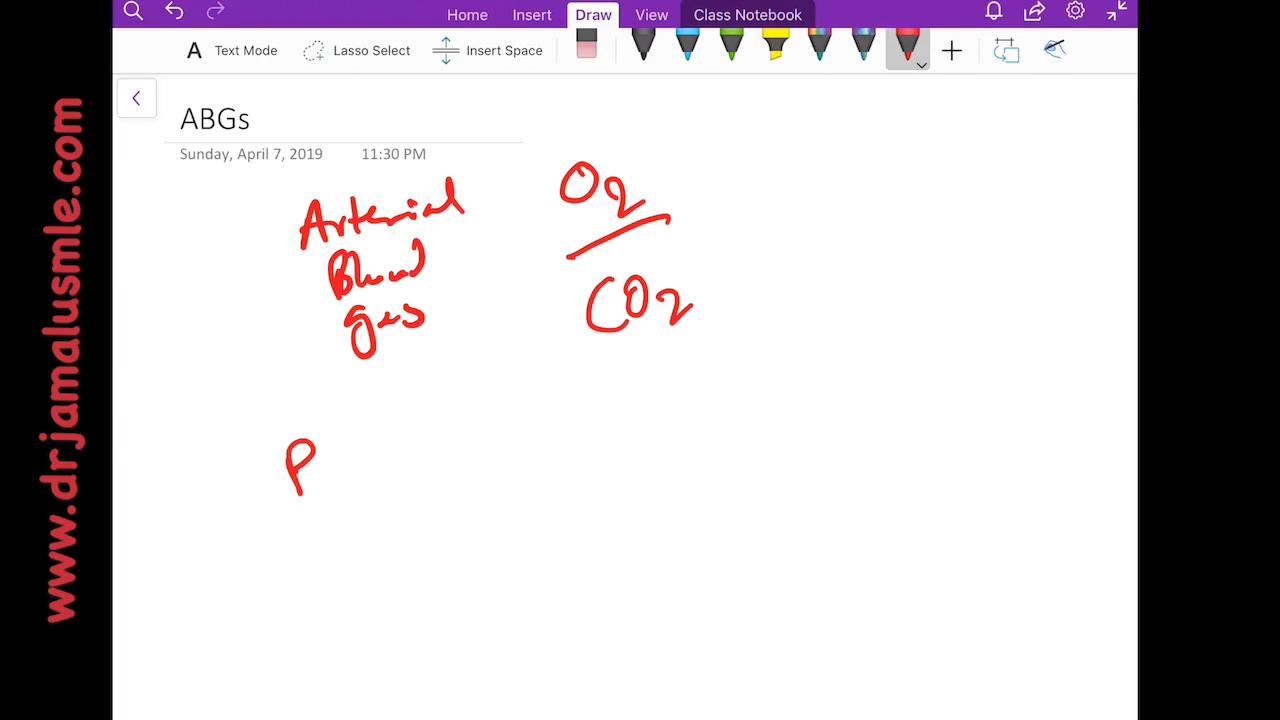 Home Insert Draw View Class Notebook
A Text Mode Lasso Select Insert Space
ABGs
Sunday, April 7, 2019 11:30 PM
Arterial
Blood
gas
O2
CO2
P
www.drjamalusmle.com